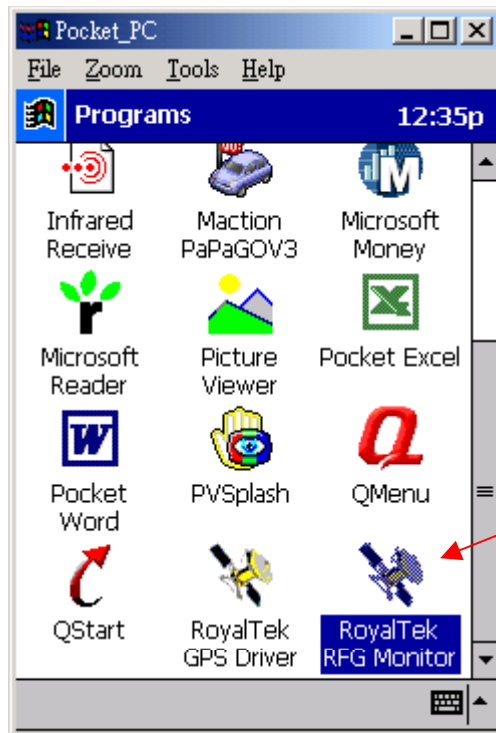 Pocket_PC
File Zoom Tools Help
Programs 12:35p
Infrared Receive
Maction PaPaGOV3
Microsoft Money
Microsoft Reader
Picture Viewer
Pocket Excel
Pocket Word
PVSplash
QMenu
QStart
RoyalTek GPS Driver
RoyalTek RFG Monitor